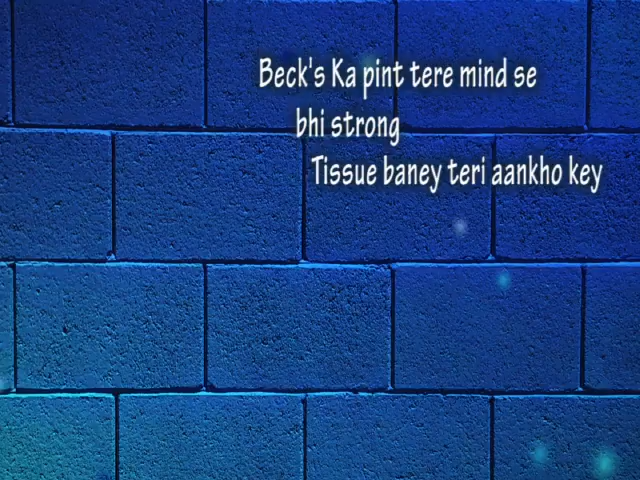 Beck's Ka pint tere mind se
bhi strong
Tissue baney teri aankho key